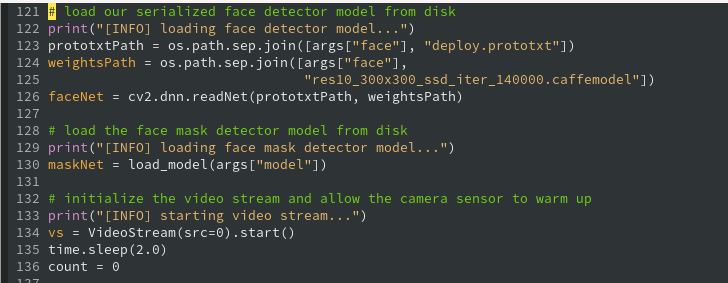 121 # load our serialized face detector model from disk
122 print("[INFO] loading face detector model...")
123 prototxtPath = os.path.sep.join([args["face"], "deploy.prototxt"])
124 weightsPath = os.path.sep.join([args["face"],
125                                 "res10_300x300_ssd_iter_140000.caffemodel"])
126 faceNet = cv2.dnn.readNet(prototxtPath, weightsPath)
127
128 # load the face mask detector model from disk
129 print("[INFO] loading face mask detector model...")
130 maskNet = load_model(args["model"])
131
132 # initialize the video stream and allow the camera sensor to warm up
133 print("[INFO] starting video stream...")
134 vs = VideoStream(src=0).start()
135 time.sleep(2.0)
136 count = 0